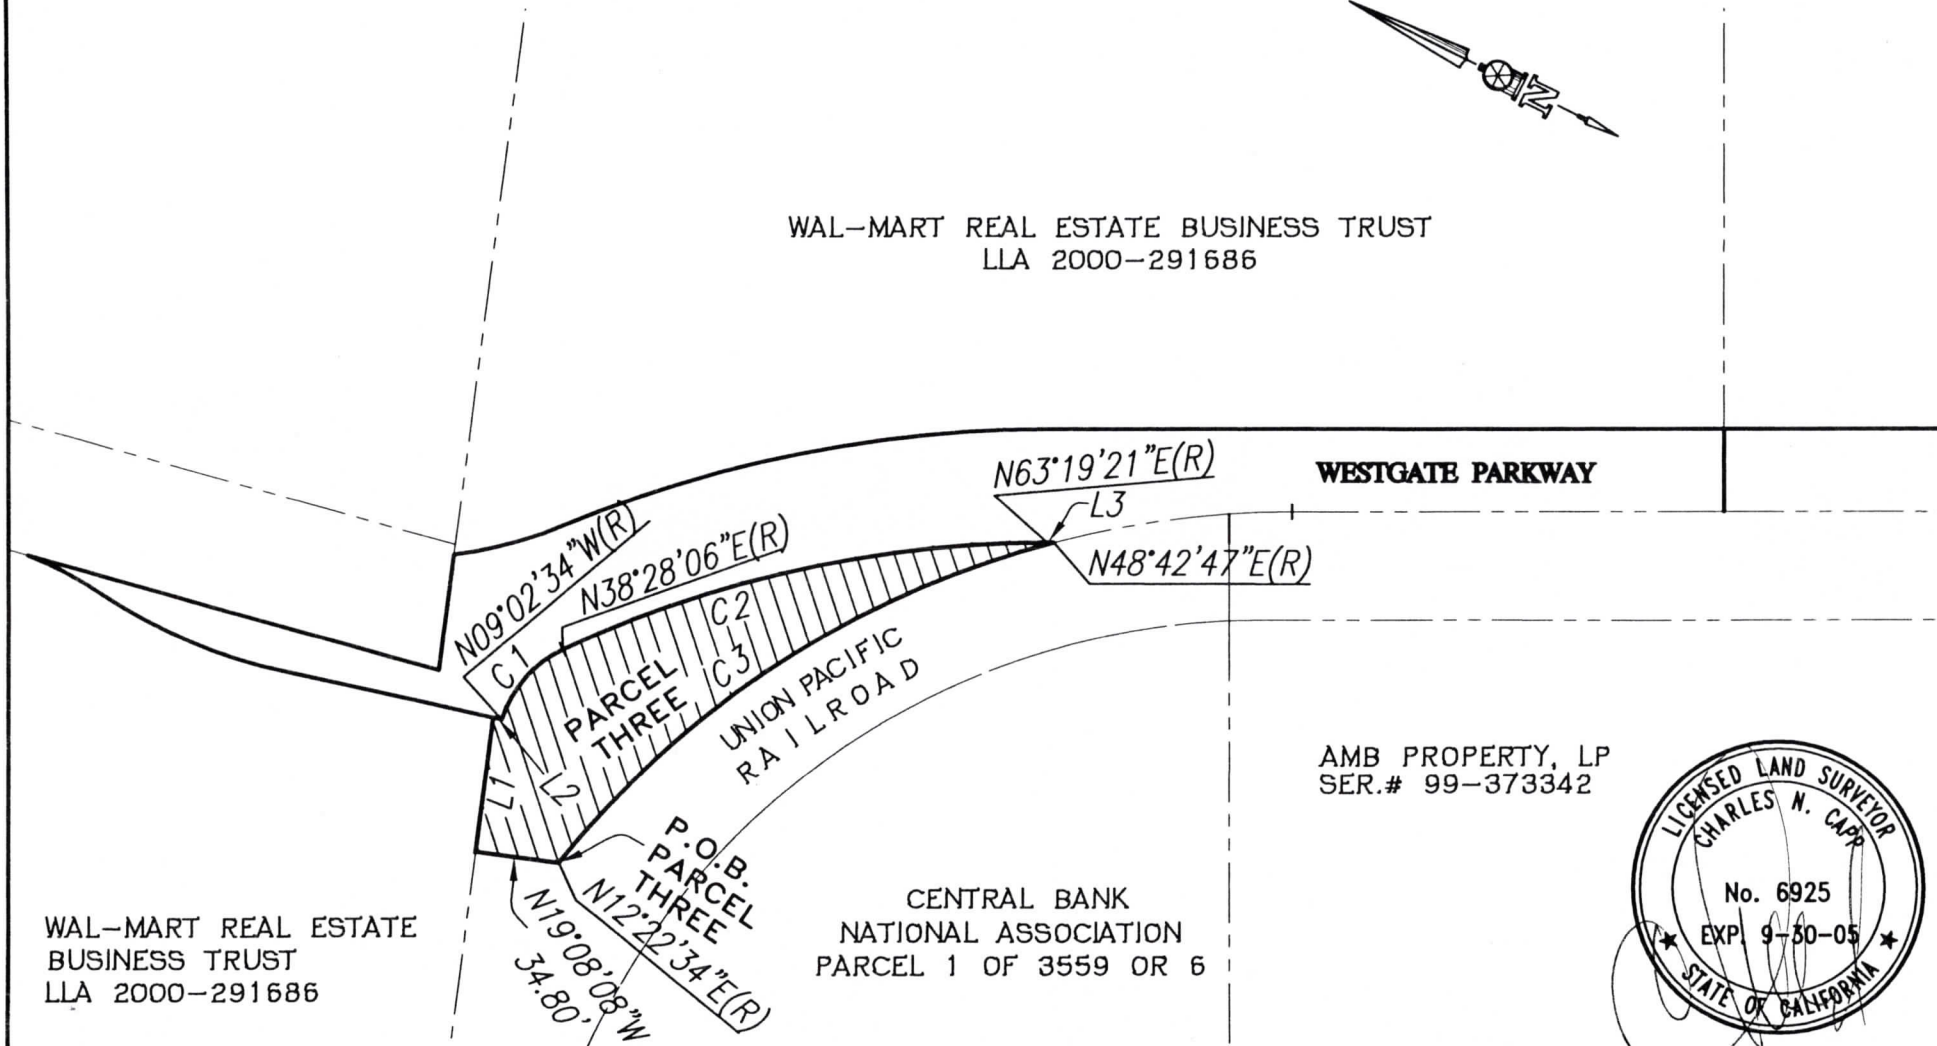 N
WAL-MART REAL ESTATE BUSINESS TRUST
LLA 2000-291686
N63°19'21"E(R)
L3
WESTGATE PARKWAY
N48°42'47"E(R)
N09°02'34"W(R)
N38°28'06"E(R)
C1
C2
C3
PARCEL
THREE
UNION PACIFIC
RAILROAD
L1
L2
P.O.B.
PARCEL
THREE
N12°22'34"E(R)
N19°08'08"W
34.80'
AMB PROPERTY, LP
SER.# 99-373342
CENTRAL BANK
NATIONAL ASSOCIATION
PARCEL 1 OF 3559 OR 6
WAL-MART REAL ESTATE
BUSINESS TRUST
LLA 2000-291686
LICENSED LAND SURVEYOR
CHARLES N. CAPP
No. 6925
EXP. 9-30-05
STATE OF CALIFORNIA